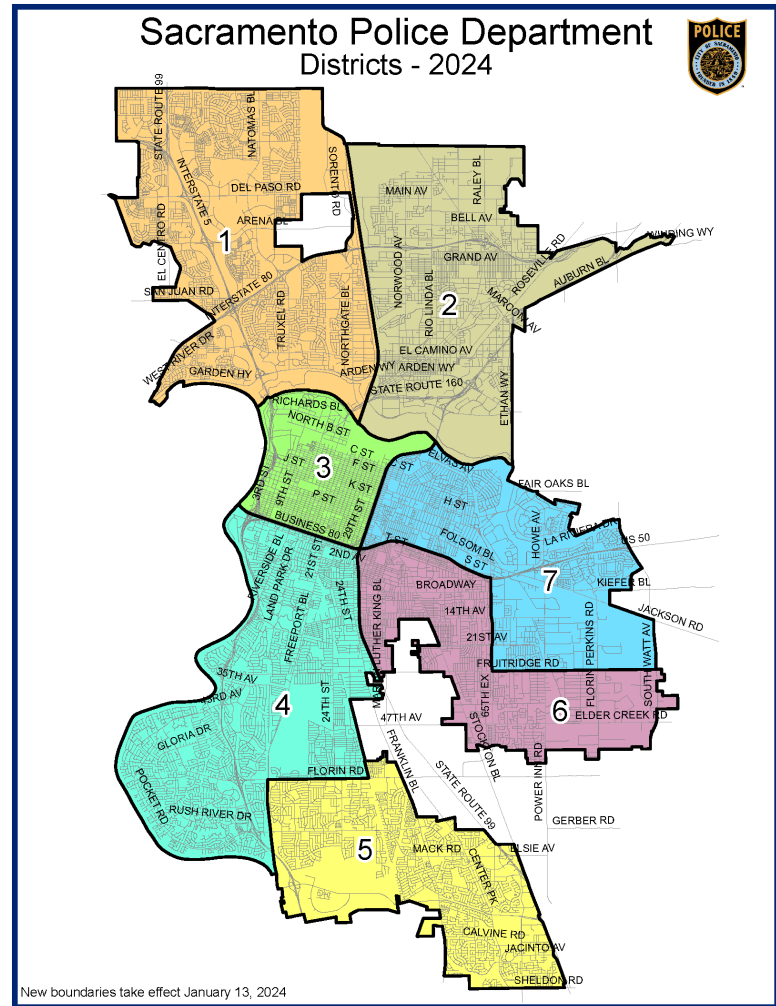 Sacramento Police Department
Districts - 2024
POLICE
CITY OF SACRAMENTO
STATE ROUTE 99
NATOMAS BL
INTERSTATE 5
SORENTO RD
DEL PASO RD
ARENA BL
EL CENTRO RD
1
SAN JUAN RD
INTERSTATE 80
TRUXEL RD
NORTHGATE BL
WEST RIVER DR
GARDEN HY
MAIN AV
RALEY BL
BELL AV
WINDING WY
NORWOOD AV
GRAND AV
ROSEVILLE RD
AUBURN BL
RIO LINDA BL
2
MARCONI AV
EL CAMINO AV
ARDEN WY
ARDEN WY
STATE ROUTE 160
ETHAN WY
RICHARDS BL
NORTH B ST
C ST
J ST
3
F ST
3RD ST
9TH ST
K ST
P ST
29TH ST
BUSINESS 80
C ST
ELVAS AV
FAIR OAKS BL
H ST
HOWE AV
LA RIVIERA DR
US 50
T ST
FOLSOM BL
S ST
7
KIEFER BL
JACKSON RD
RIVERSIDE BL
LAND PARK DR
21ST ST
2ND AV
24TH ST
FREEPORT BL
MARTIN LUTHER KING BL
BROADWAY
14TH AV
21ST AV
FRUITRIDGE RD
FLORIN PERKINS RD
SOUTH WATT AV
35TH AV
43RD AV
4
24TH ST
47TH AV
65TH EX
6
ELDER CREEK RD
GLORIA DR
FRANKLIN BL
STOCKTON BL
POWER INN RD
POCKET RD
FLORIN RD
STATE ROUTE 99
RUSH RIVER DR
GERBER RD
5
MACK RD
ELSIE AV
CENTER PK
CALVINE RD
JACINTO AV
SHELDON RD
New boundaries take effect January 13, 2024